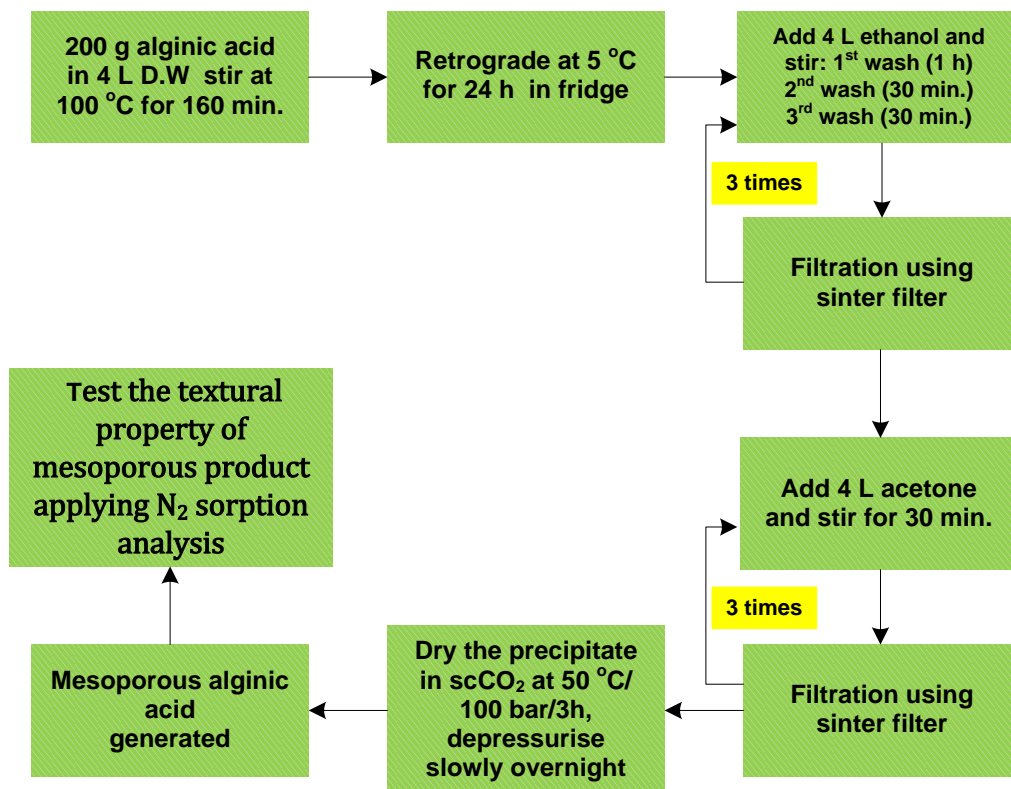 200 g alginic acid
in 4 L D.W stir at
100 °C for 160 min.
Retrograde at 5 °C
for 24 h in fridge
Add 4 L ethanol and
stir: 1st wash (1 h)
2nd wash (30 min.)
3rd wash (30 min.)
3 times
Filtration using
sinter filter
Add 4 L acetone
and stir for 30 min.
3 times
Filtration using
sinter filter
Dry the precipitate
in scCO₂ at 50 °C/
100 bar/3h,
depressurise
slowly overnight
Mesoporous alginic
acid
generated
Test the textural
property of
mesoporous product
applying N₂ sorption
analysis